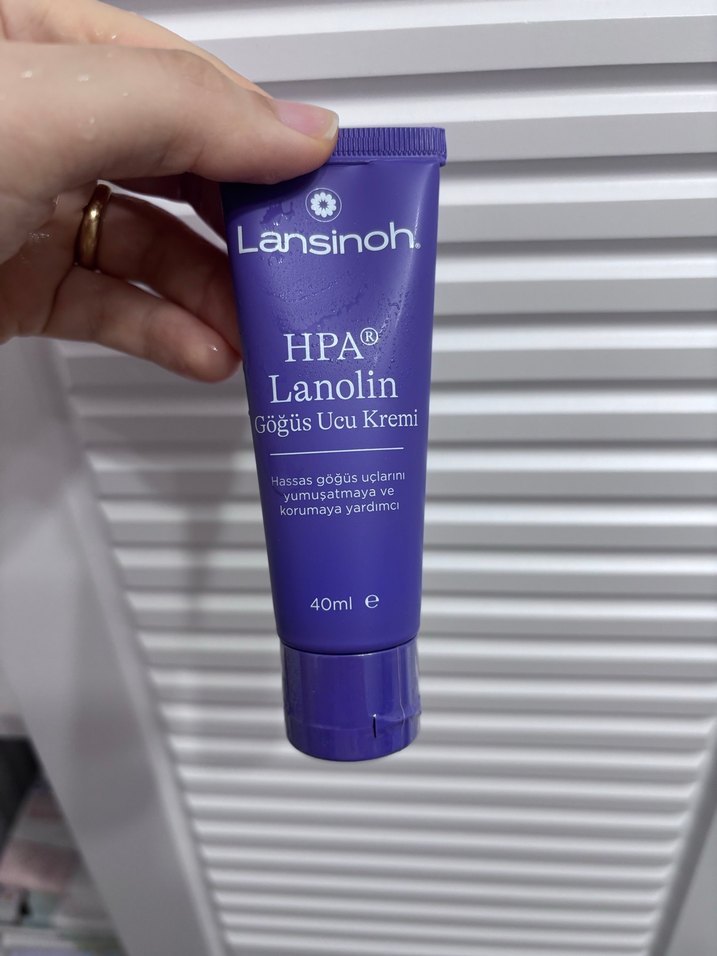 Lansinoh®
HPA®
Lanolin
Göğüs Ucu Kremi
Hassas göğüs uçlarını
yumuşatmaya ve
korumaya yardımcı
40ml ℮